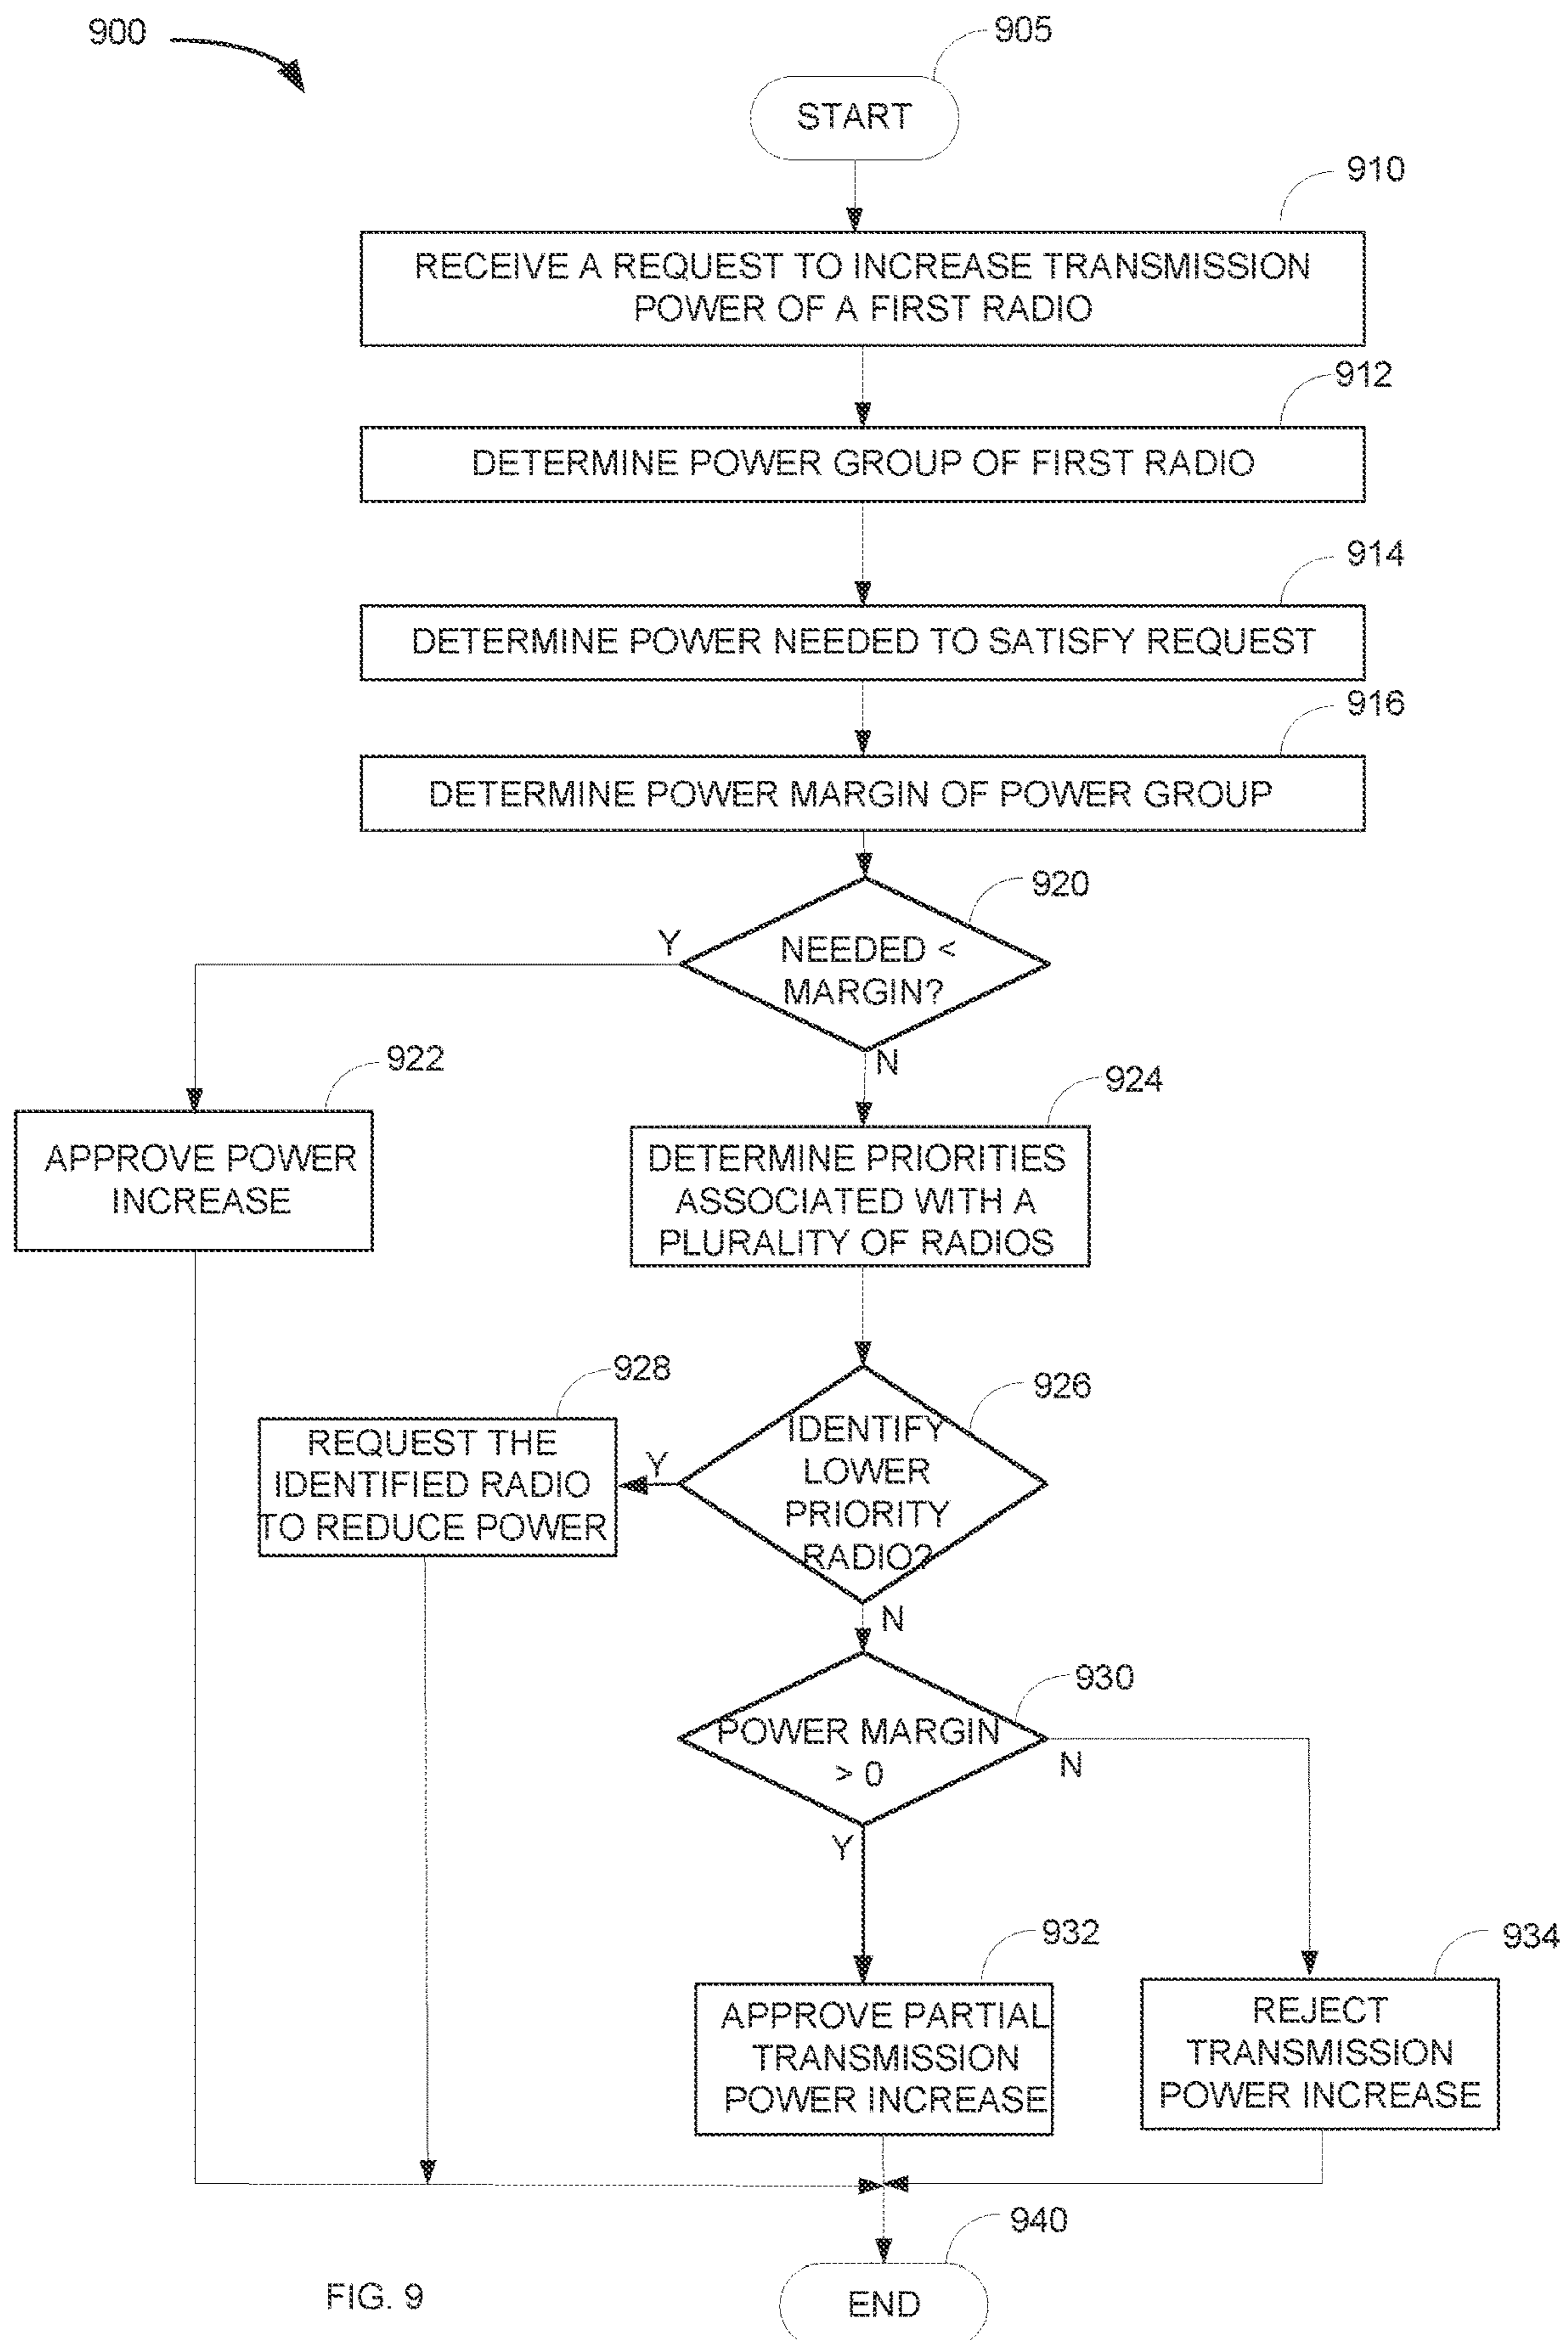 900
905
START
910
RECEIVE A REQUEST TO INCREASE TRANSMISSION
POWER OF A FIRST RADIO
912
DETERMINE POWER GROUP OF FIRST RADIO
914
DETERMINE POWER NEEDED TO SATISFY REQUEST
916
DETERMINE POWER MARGIN OF POWER GROUP
920
NEEDED <
MARGIN?
Y
N
922
APPROVE POWER
INCREASE
924
DETERMINE PRIORITIES
ASSOCIATED WITH A
PLURALITY OF RADIOS
926
IDENTIFY
LOWER
PRIORITY
RADIO?
Y
N
928
REQUEST THE
IDENTIFIED RADIO
TO REDUCE POWER
930
POWER MARGIN
> 0
N
Y
932
APPROVE PARTIAL
TRANSMISSION
POWER INCREASE
934
REJECT
TRANSMISSION
POWER INCREASE
940
END
FIG. 9